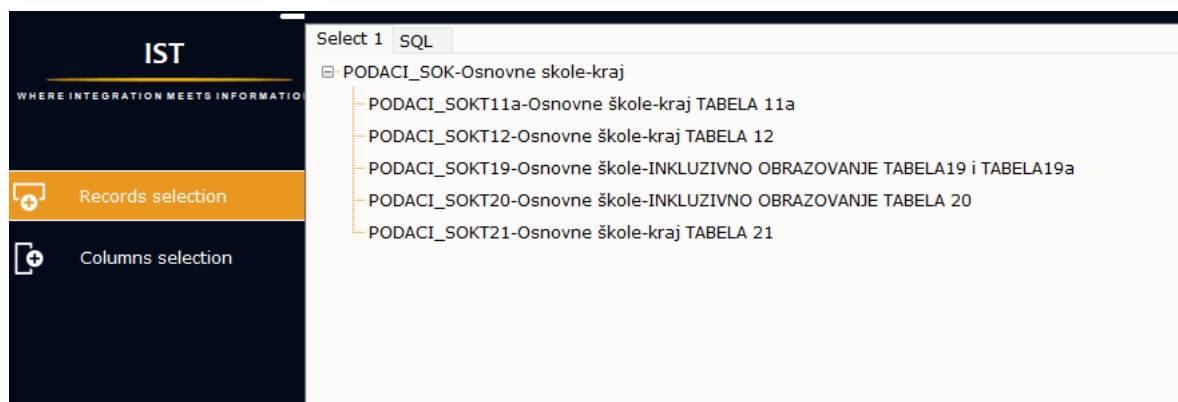 IST
WHERE INTEGRATION MEETS INFORMATIO
Records selection
Columns selection
Select 1 SQL
PODACI_SOK-Osnovne skole-kraj
PODACI_SOKT11a-Osnovne škole-kraj TABELA 11a
PODACI_SOKT12-Osnovne škole-kraj TABELA 12
PODACI_SOKT19-Osnovne škole-INKLUZIVNO OBRAZOVANJE TABELA19 i TABELA19a
PODACI_SOKT20-Osnovne škole-INKLUZIVNO OBRAZOVANJE TABELA 20
PODACI_SOKT21-Osnovne škole-kraj TABELA 21